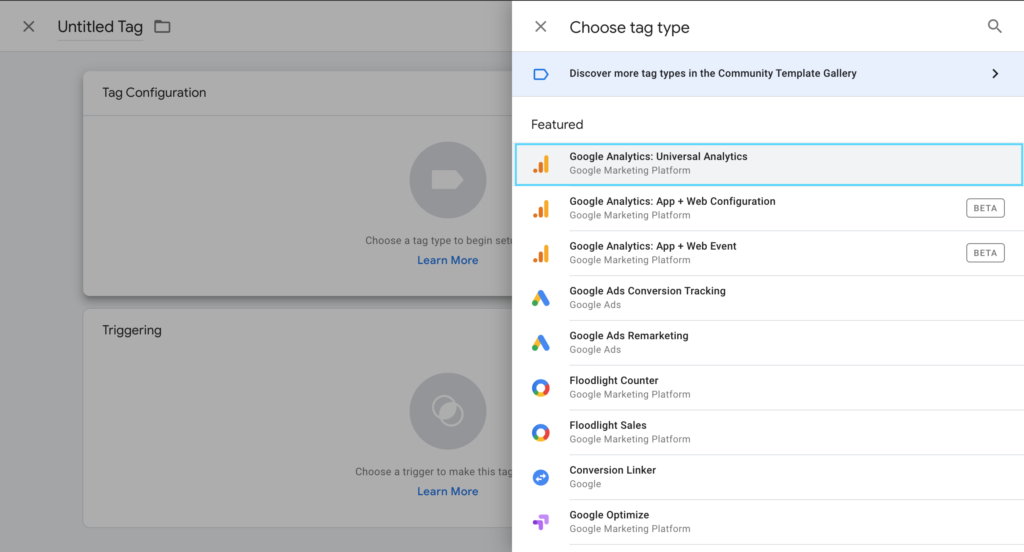 Untitled Tag
Tag Configuration
Choose a tag type to begin setu
Learn More
Triggering
Choose a trigger to make this tag
Learn More
Choose tag type
Discover more tag types in the Community Template Gallery
Featured
Google Analytics: Universal Analytics
Google Marketing Platform
Google Analytics: App + Web Configuration
Google Marketing Platform
BETA
Google Analytics: App + Web Event
Google Marketing Platform
BETA
Google Ads Conversion Tracking
Google Ads
Google Ads Remarketing
Google Ads
Floodlight Counter
Google Marketing Platform
Floodlight Sales
Google Marketing Platform
Conversion Linker
Google
Google Optimize
Google Marketing Platform